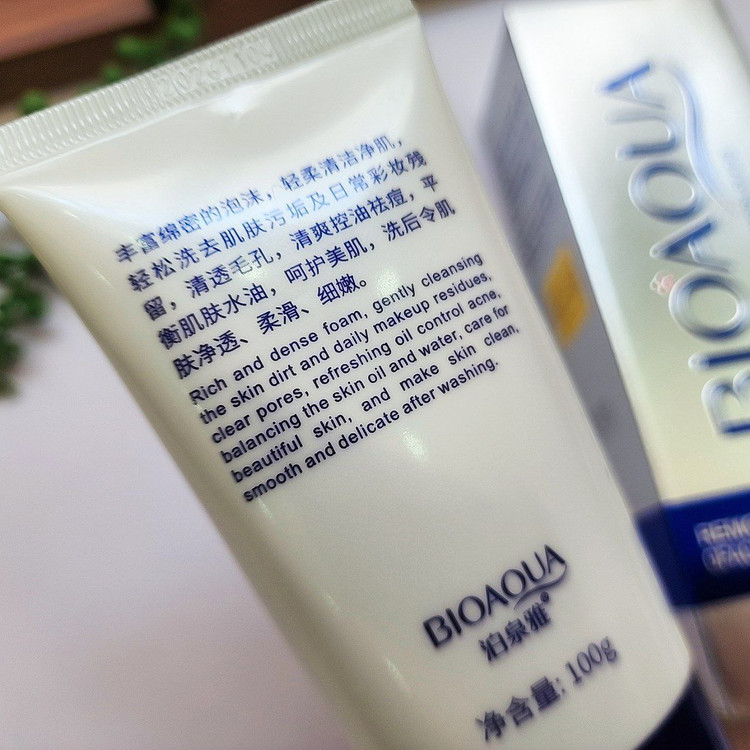 丰富绵密的泡沫，轻柔清洁净肌，
轻松洗去肌肤污垢及日常彩妆残
留，清透毛孔，清爽控油祛痘，平
衡肌肤水油，呵护美肌，洗后令肌
肤净透、柔滑、细嫩。
Rich and dense foam, gently cleansing
the skin dirt and daily makeup residues,
clear pores, refreshing oil control acne,
balancing the skin oil and water, care for
beautiful skin, and make skin clean,
smooth and delicate after washing.
BIOAQUA®
泊泉雅
净含量: 100g
BIOAQUA